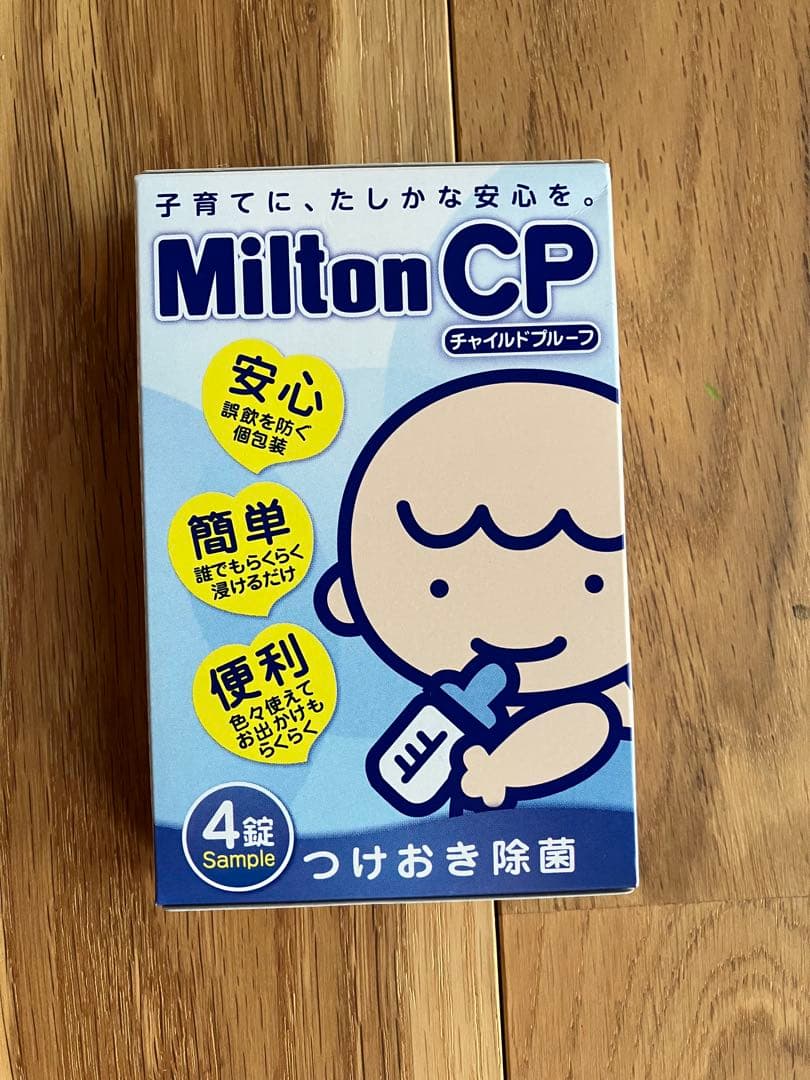 子育てに、たしかな安心を。
Milton CP
チャイルドプルーフ
安心
誤飲を防ぐ
個包装
簡単
誰でもらくらく
浸けるだけ
便利
色々使えて
お出かけも
らくらく
4錠
Sample
つけおき除菌